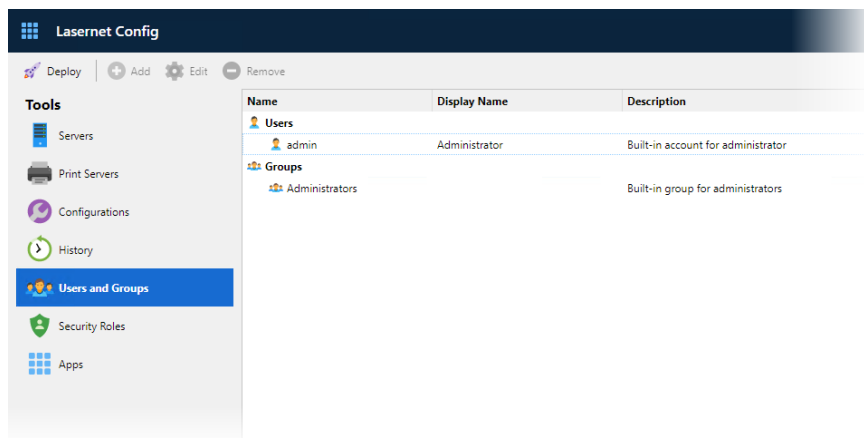 Lasernet Config
Deploy Add Edit Remove
Tools
Servers
Print Servers
Configurations
History
Users and Groups
Security Roles
Apps
Name Display Name Description
Users
admin Administrator Built-in account for administrator
Groups
Administrators Built-in group for administrators